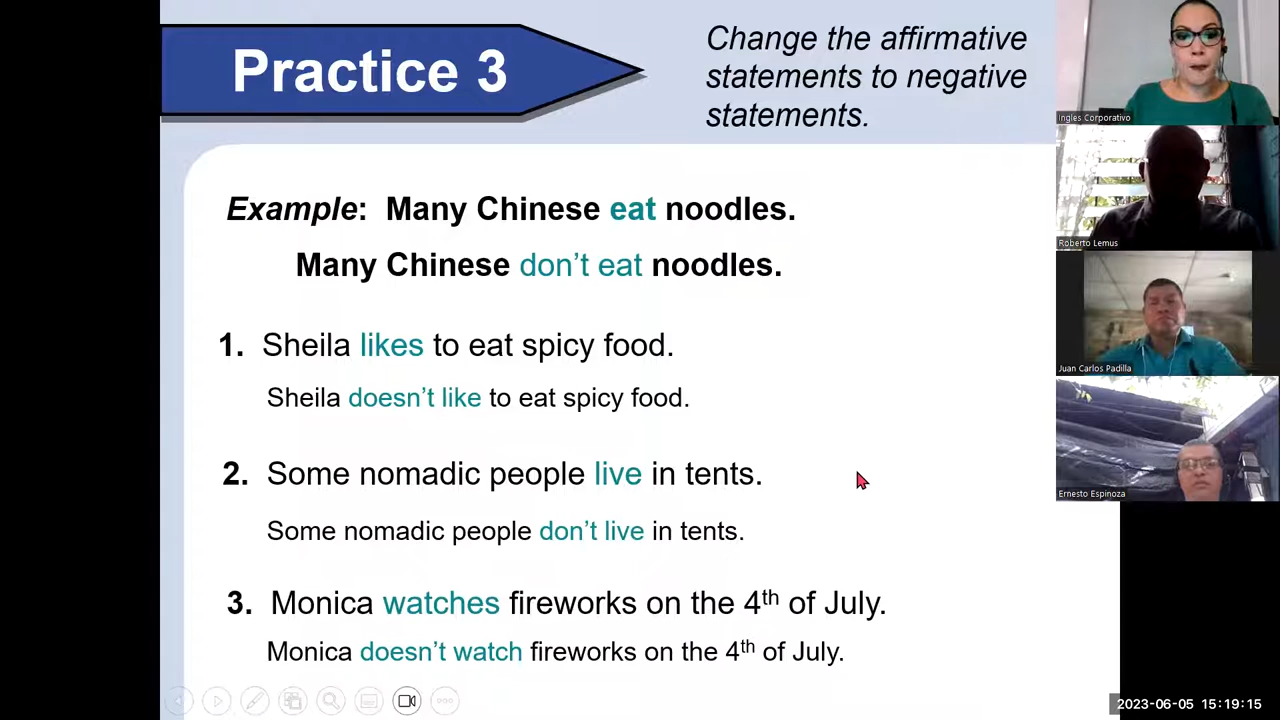 Practice 3
Change the affirmative
statements to negative
statements.
Example: Many Chinese eat noodles.
Many Chinese don’t eat noodles.
1. Sheila likes to eat spicy food.
Sheila doesn’t like to eat spicy food.
2. Some nomadic people live in tents.
Some nomadic people don’t live in tents.
3. Monica watches fireworks on the 4th of July.
Monica doesn’t watch fireworks on the 4th of July.
Ingles Corporativo
Roberto Lemus
Juan Carlos Padilla
Ernesto Espinoza
2023-06-05 15:19:15